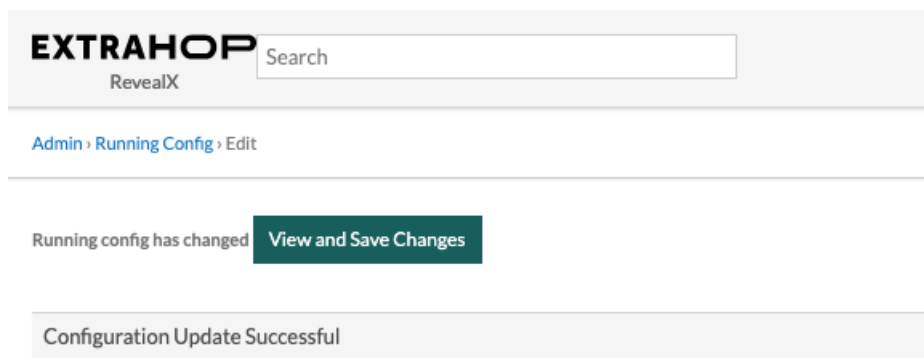 EXTRAHOP
RevealX
Search
Admin › Running Config › Edit
Running config has changed
View and Save Changes
Configuration Update Successful